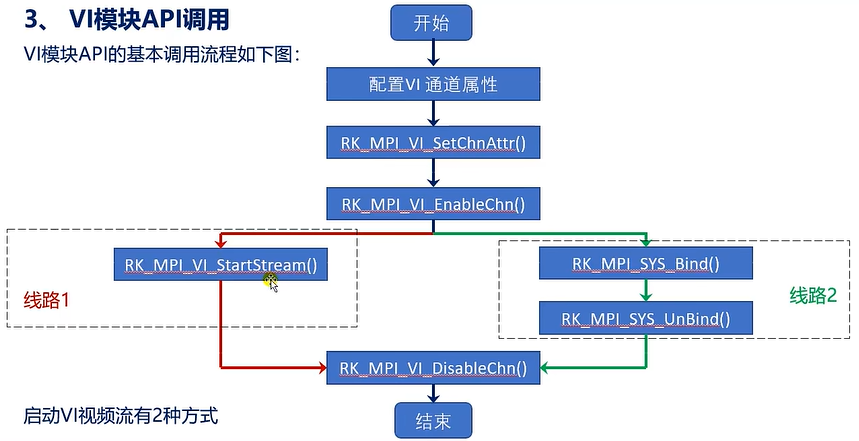 3、 VI模块API调用
VI模块API的基本调用流程如下图：
开始
配置VI 通道属性
RK_MPI_VI_SetChnAttr()
RK_MPI_VI_EnableChn()
RK_MPI_VI_StartStream()
线路1
RK_MPI_SYS_Bind()
线路2
RK_MPI_SYS_UnBind()
RK_MPI_VI_DisableChn()
结束
启动VI视频流有2种方式